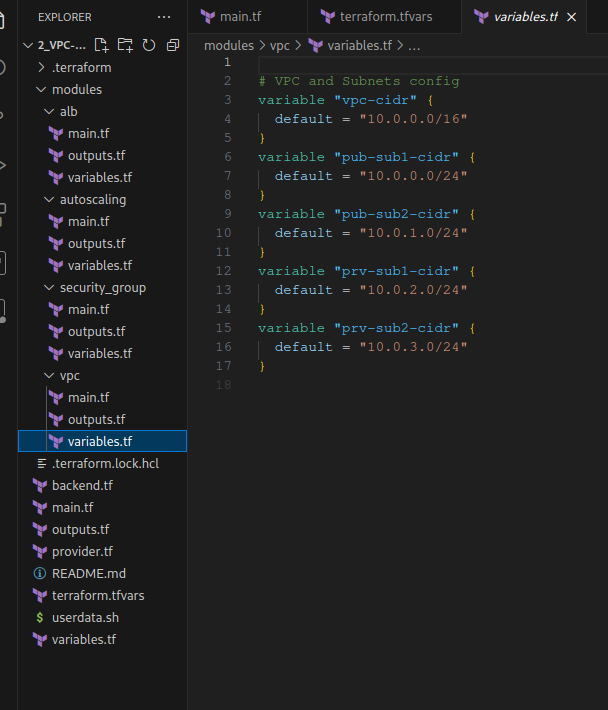 EXPLORER
...
2_VPC-...
.terraform
modules
alb
main.tf
outputs.tf
variables.tf
autoscaling
main.tf
outputs.tf
variables.tf
security_group
main.tf
outputs.tf
variables.tf
vpc
main.tf
outputs.tf
variables.tf
.terraform.lock.hcl
backend.tf
main.tf
outputs.tf
provider.tf
README.md
terraform.tfvars
$ userdata.sh
variables.tf
main.tf terraform.tfvars variables.tf
modules > vpc > variables.tf > ...
1
2 # VPC and Subnets config
3 variable "vpc-cidr" {
4 default = "10.0.0.0/16"
5 }
6 variable "pub-sub1-cidr" {
7 default = "10.0.0.0/24"
8 }
9 variable "pub-sub2-cidr" {
10 default = "10.0.1.0/24"
11 }
12 variable "prv-sub1-cidr" {
13 default = "10.0.2.0/24"
14 }
15 variable "prv-sub2-cidr" {
16 default = "10.0.3.0/24"
17 }
18